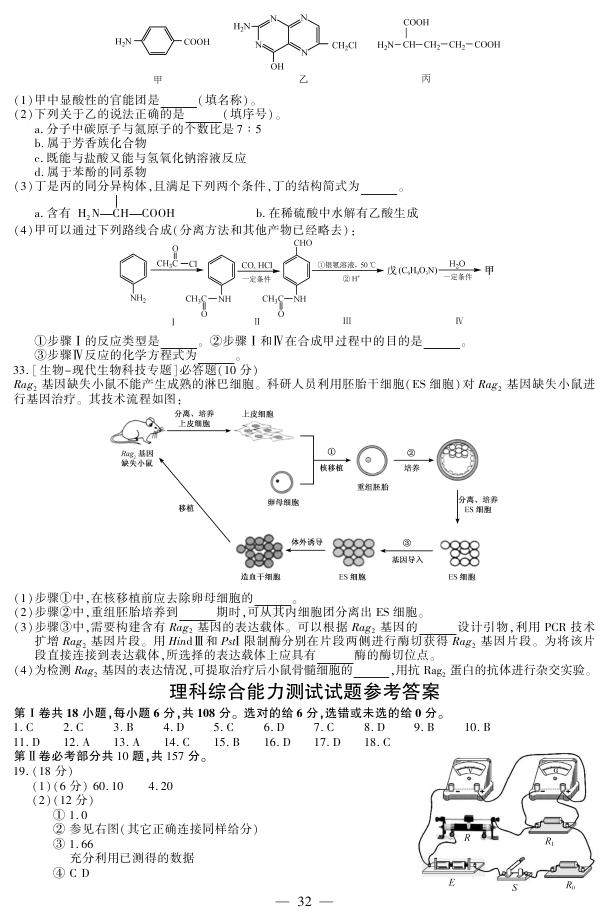 COOH
H₂N COOH
H₂N N N N N CH₂Cl OH
H₂N—CH—CH₂—CH₂—COOH
甲 乙 丙
(1)甲中显酸性的官能团是____(填名称)。
(2)下列关于乙的说法正确的是____(填序号)。
a.分子中碳原子与氮原子的个数比是7∶5
b.属于芳香族化合物
c.既能与盐酸又能与氢氧化钠溶液反应
d.属于苯酚的同系物
(3)丁是丙的同分异构体,且满足下列两个条件,丁的结构简式为____。
a.含有 H₂N—CH—COOH b.在稀硫酸中水解有乙酸生成
(4)甲可以通过下列路线合成(分离方法和其他产物已经略去):
NH₂
O CH₃C—Cl
CH₃C—NH O
CO, HCl 一定条件
CHO CH₃C—NH O
①银氨溶液, 50℃ ②H⁺
戊(C₉H₉O₃N)
H₂O 一定条件
甲
Ⅰ Ⅱ Ⅲ Ⅳ
①步骤Ⅰ的反应类型是____。②步骤Ⅰ和Ⅳ在合成甲过程中的目的是____。
③步骤Ⅳ反应的化学方程式为____。
33.[生物-现代生物科技专题]必答题(10分)
Rag₂基因缺失小鼠不能产生成熟的淋巴细胞。科研人员利用胚胎干细胞(ES细胞)对Rag₂基因缺失小鼠进
行基因治疗。其技术流程如图:
Rag₂基因
缺失小鼠
分离、培养
上皮细胞
上皮细胞
卵母细胞
① 核移植
重组胚胎
② 培养
分离、培养
ES细胞
ES细胞
③ 基因导入
ES细胞
体外诱导
造血干细胞
移植
(1)步骤①中,在核移植前应去除卵母细胞的____。
(2)步骤②中,重组胚胎培养到____期时,可从其内细胞团分离出ES细胞。
(3)步骤③中,需要构建含有Rag₂基因的表达载体。可以根据Rag₂基因的____设计引物,利用PCR技术
扩增Rag₂基因片段。用HindⅢ和PstⅠ限制酶分别在片段两侧进行酶切获得Rag₂基因片段。为将该片
段直接连接到表达载体,所选择的表达载体上应具有____酶的酶切位点。
(4)为检测Rag₂基因的表达情况,可提取治疗后小鼠骨髓细胞的____,用抗Rag₂蛋白的抗体进行杂交实验。
理科综合能力测试试题参考答案
第Ⅰ卷共18小题,每小题6分,共108分。选对的给6分,选错或未选的给0分。
1. C 2. C 3. B 4. D 5. C 6. D 7. C 8. D 9. B 10. B
11. D 12. A 13. A 14. C 15. B 16. D 17. D 18. C
第Ⅱ卷必考部分共10题,共157分。
19.(18分)
(1)(6分) 60.10 4.20
(2)(12分)
①1.0
②参见右图(其它正确连接同样给分)
③1.66
充分利用已测得的数据
④C D
V G
R R₁
E S R₀
— 32 —